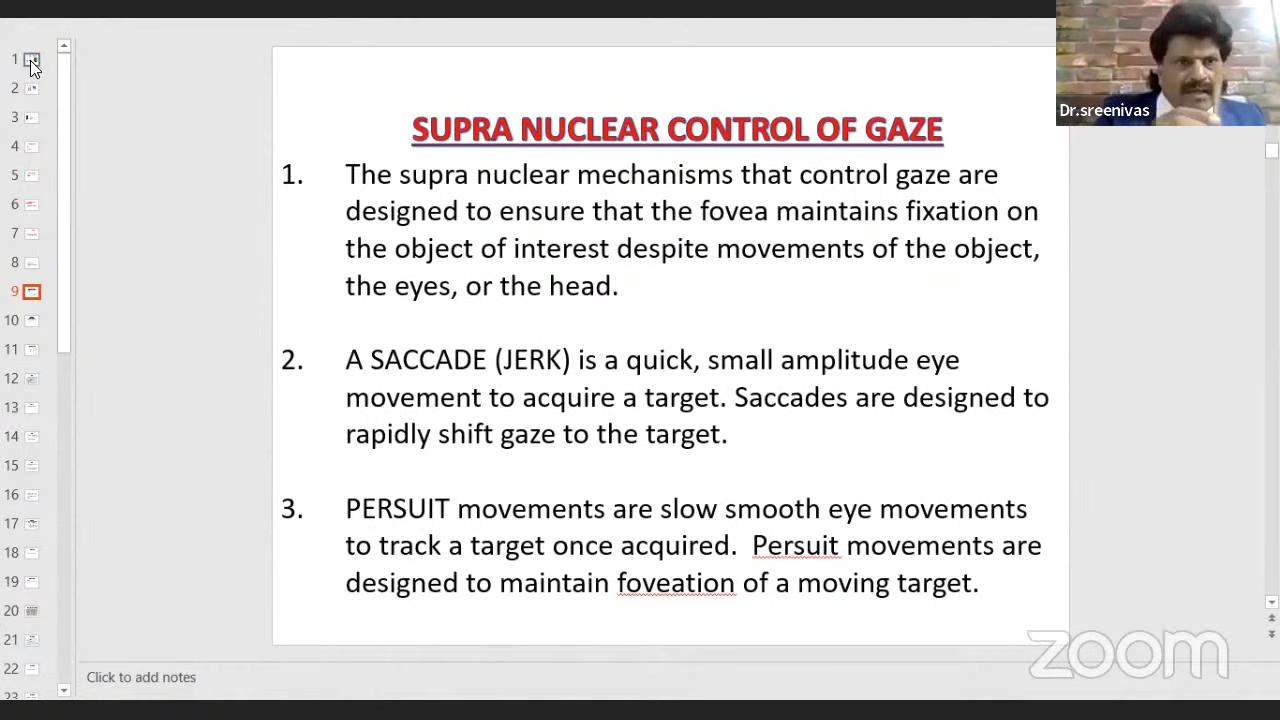 Dr.sreenivas
SUPRA NUCLEAR CONTROL OF GAZE
1. The supra nuclear mechanisms that control gaze are
designed to ensure that the fovea maintains fixation on
the object of interest despite movements of the object,
the eyes, or the head.
2. A SACCADE (JERK) is a quick, small amplitude eye
movement to acquire a target. Saccades are designed to
rapidly shift gaze to the target.
3. PERSUIT movements are slow smooth eye movements
to track a target once acquired. Persuit movements are
designed to maintain foveation of a moving target.
zoom
Click to add notes
1
2
3
4
5
6
7
8
9
10
11
12
13
14
15
16
17
18
19
20
21
22
23